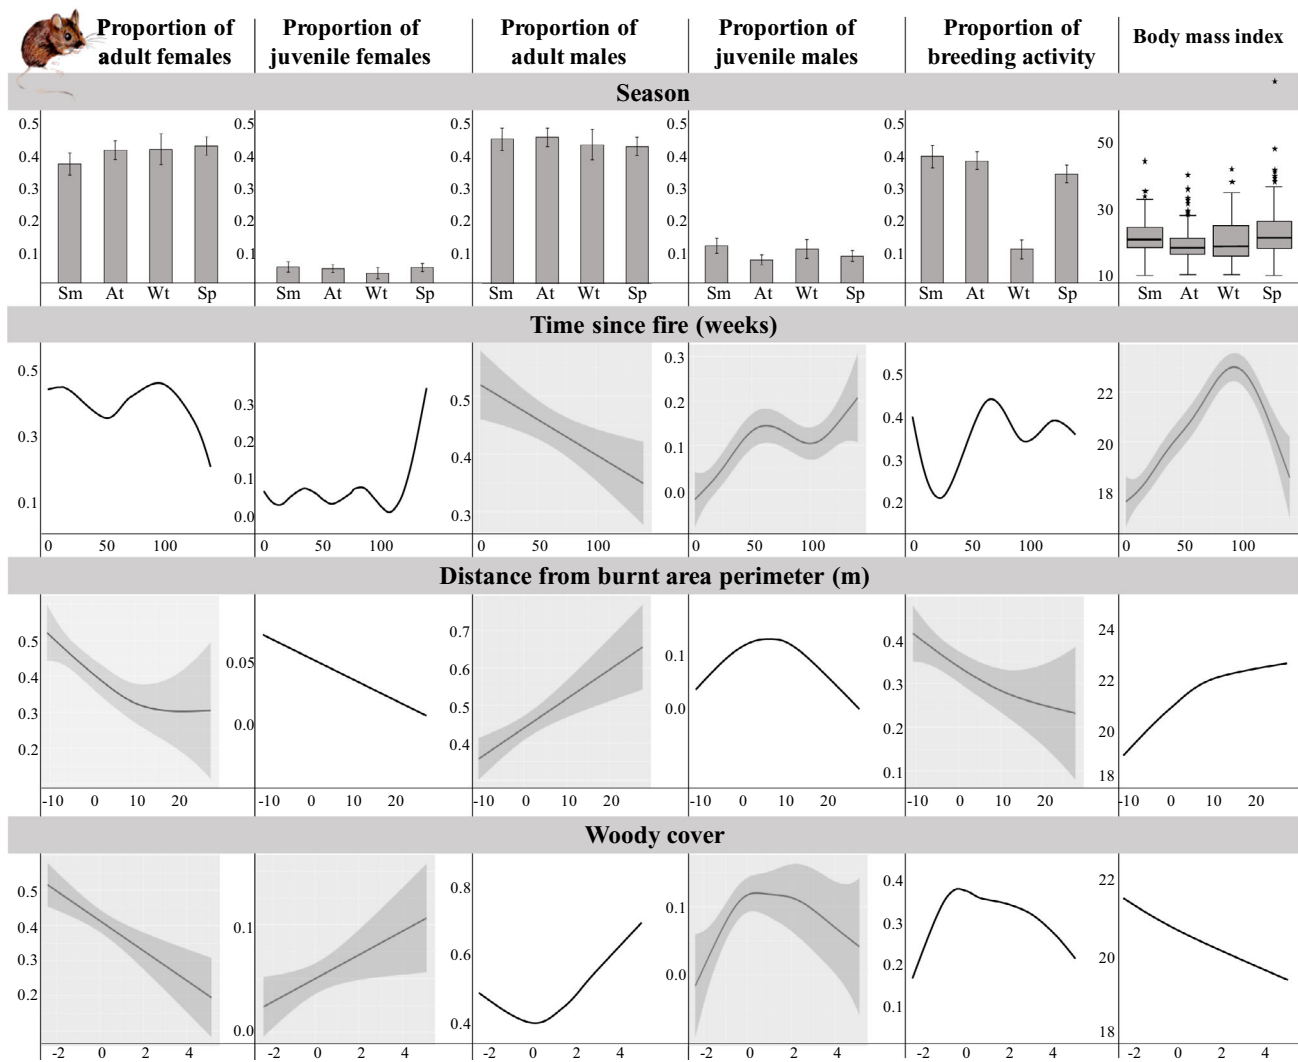 Proportion of adult females
Proportion of juvenile females
Proportion of adult males
Proportion of juvenile males
Proportion of breeding activity
Body mass index
Season
0.5
0.4
0.3
0.2
0.1
Sm At Wt Sp
0.5
0.4
0.3
0.2
0.1
Sm At Wt Sp
0.5
0.4
0.3
0.2
0.1
Sm At Wt Sp
0.5
0.4
0.3
0.2
0.1
Sm At Wt Sp
0.5
0.4
0.3
0.2
0.1
Sm At Wt Sp
50
30
10
Sm At Wt Sp
Time since fire (weeks)
0.5
0.3
0.1
0 50 100
0.3
0.2
0.1
0.0
0 50 100
0.5
0.4
0.3
0 50 100
0.3
0.2
0.1
0.0
0 50 100
0.5
0.4
0.3
0.2
0 50 100
22
20
18
0 50 100
Distance from burnt area perimeter (m)
0.5
0.4
0.3
0.2
-10 0 10 20
0.05
0.0
-10 0 10 20
0.7
0.6
0.5
0.4
-10 0 10 20
0.1
0.0
-10 0 10 20
0.4
0.3
0.2
0.1
-10 0 10 20
24
22
20
18
-10 0 10 20
Woody cover
0.5
0.4
0.3
0.2
-2 0 2 4
0.1
0.0
-2 0 2 4
0.8
0.6
0.4
-2 0 2 4
0.1
0.0
-2 0 2 4
0.4
0.3
0.2
0.1
-2 0 2 4
22
20
18
-2 0 2 4